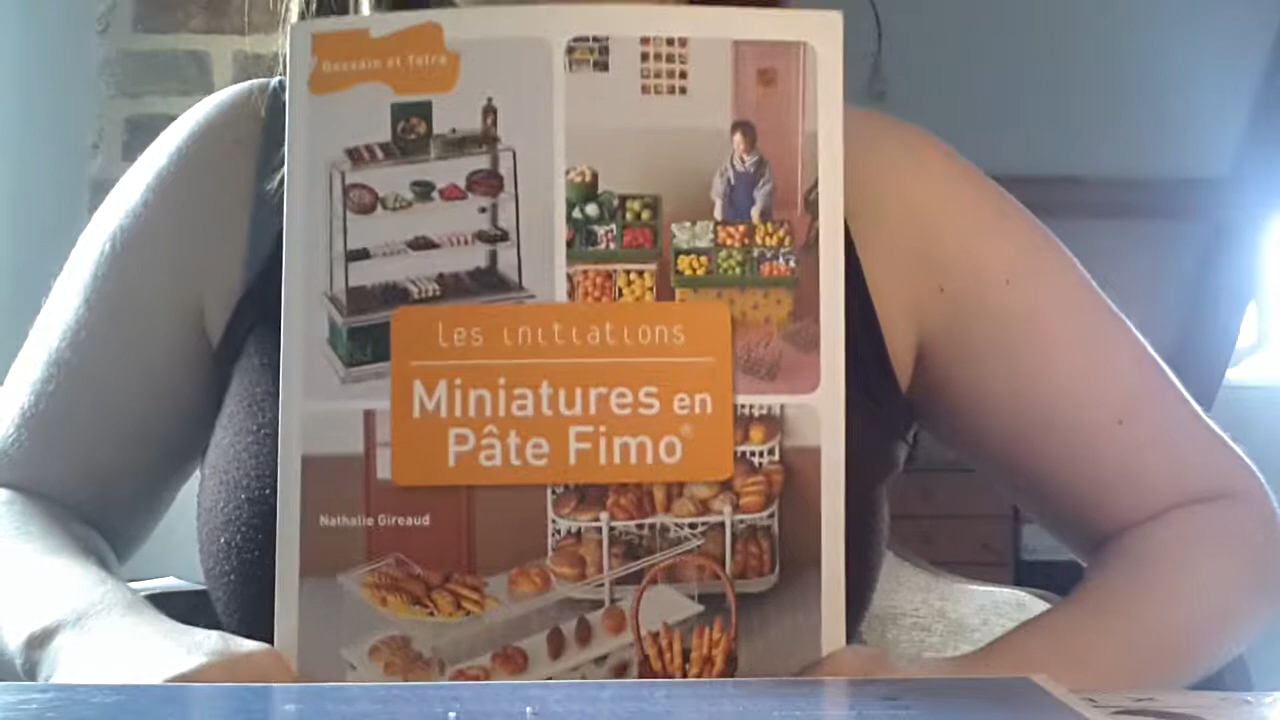 Dessain et Tolra
les initiations
Miniatures en
Pâte Fimo®
Nathalie Gireaud